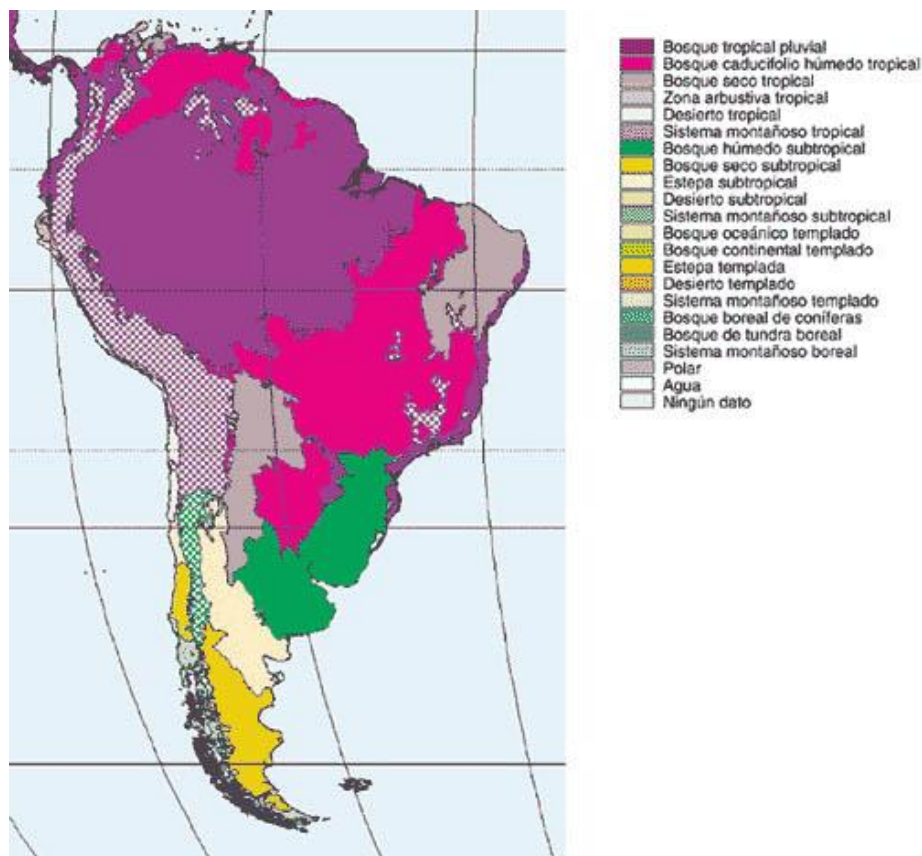 Bosque tropical pluvial
Bosque caducifolio húmedo tropical
Bosque seco tropical
Zona arbustiva tropical
Desierto tropical
Sistema montañoso tropical
Bosque húmedo subtropical
Bosque seco subtropical
Estepa subtropical
Desierto subtropical
Sistema montañoso subtropical
Bosque oceánico templado
Bosque continental templado
Estepa templada
Desierto templado
Sistema montañoso templado
Bosque boreal de coníferas
Bosque de tundra boreal
Sistema montañoso boreal
Polar
Agua
Ningún dato